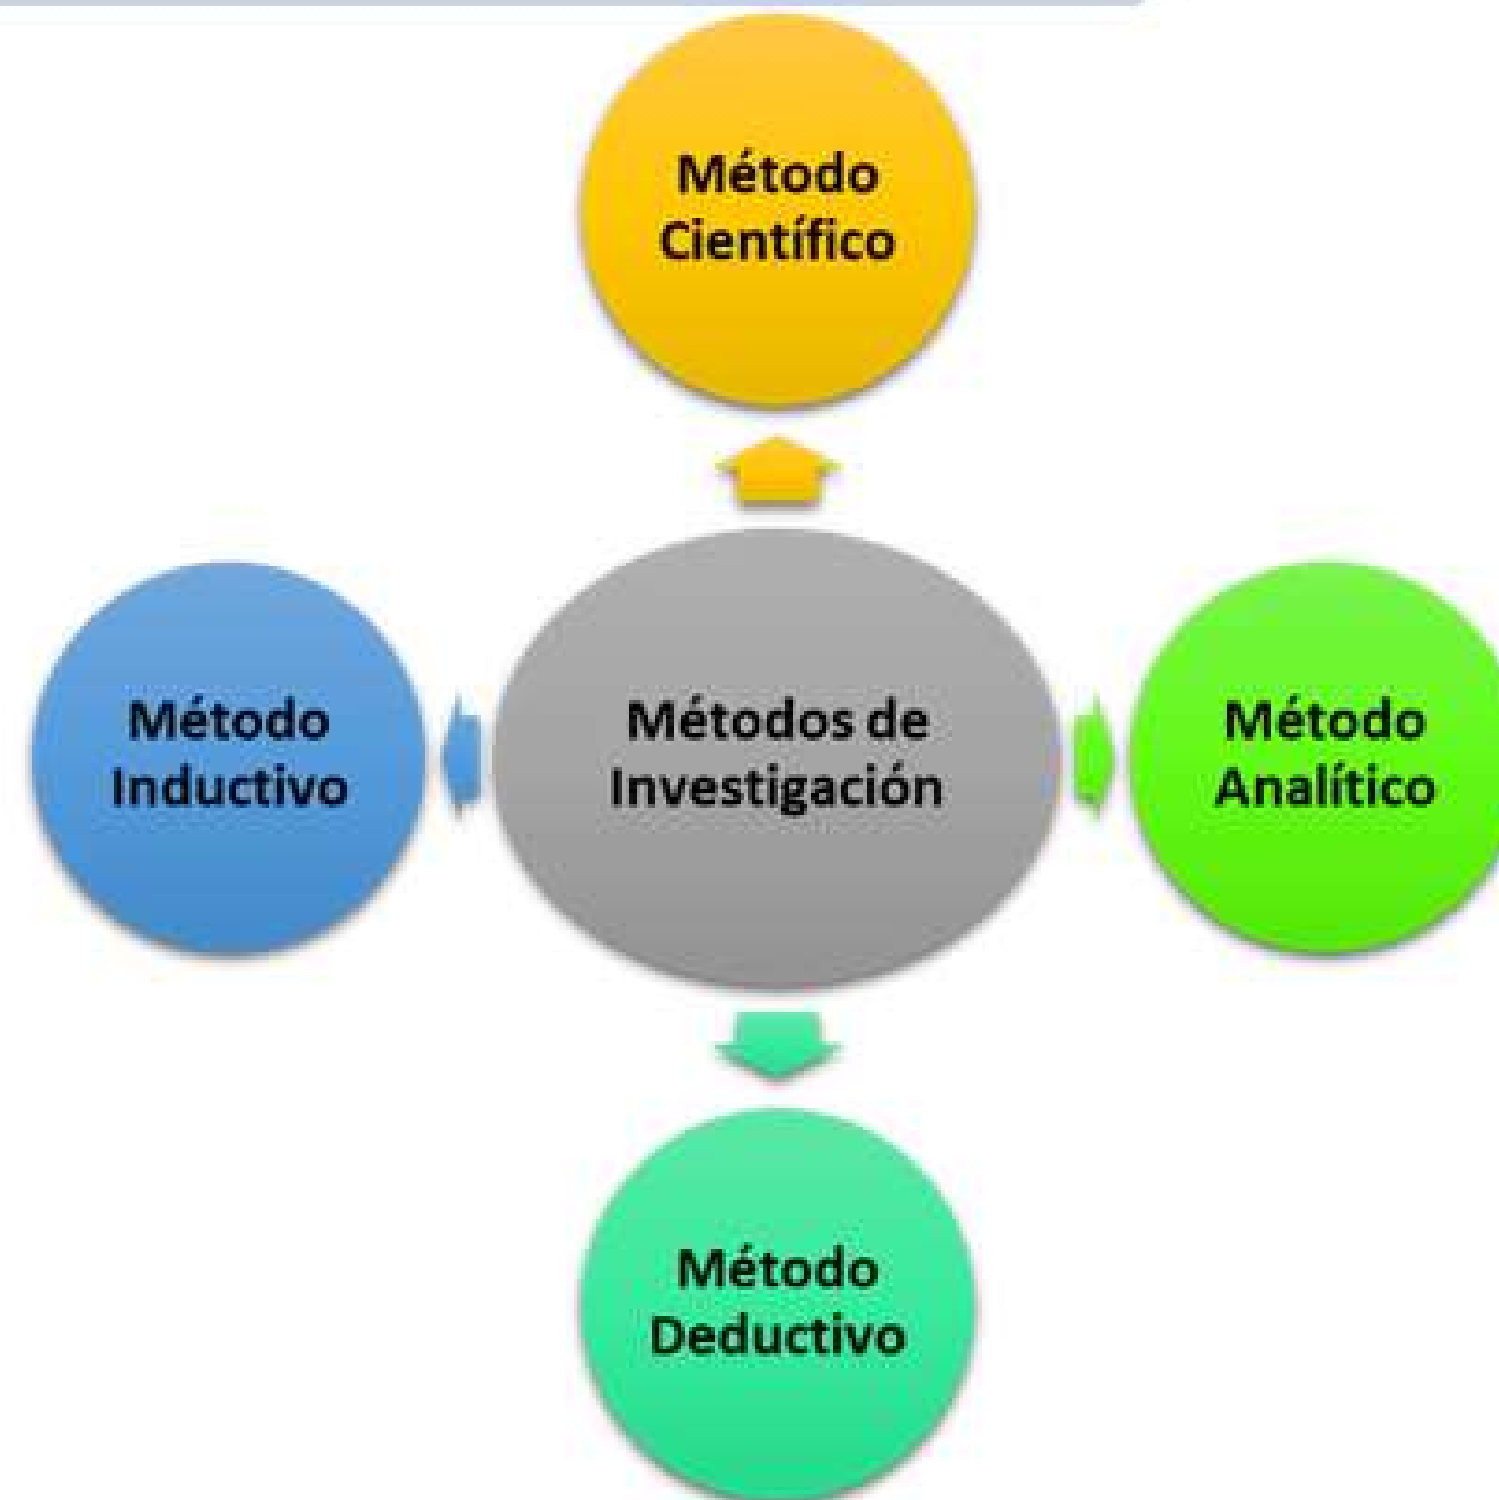 Método
Científico
Método
Inductivo
Métodos de
Investigación
Método
Analítico
Método
Deductivo